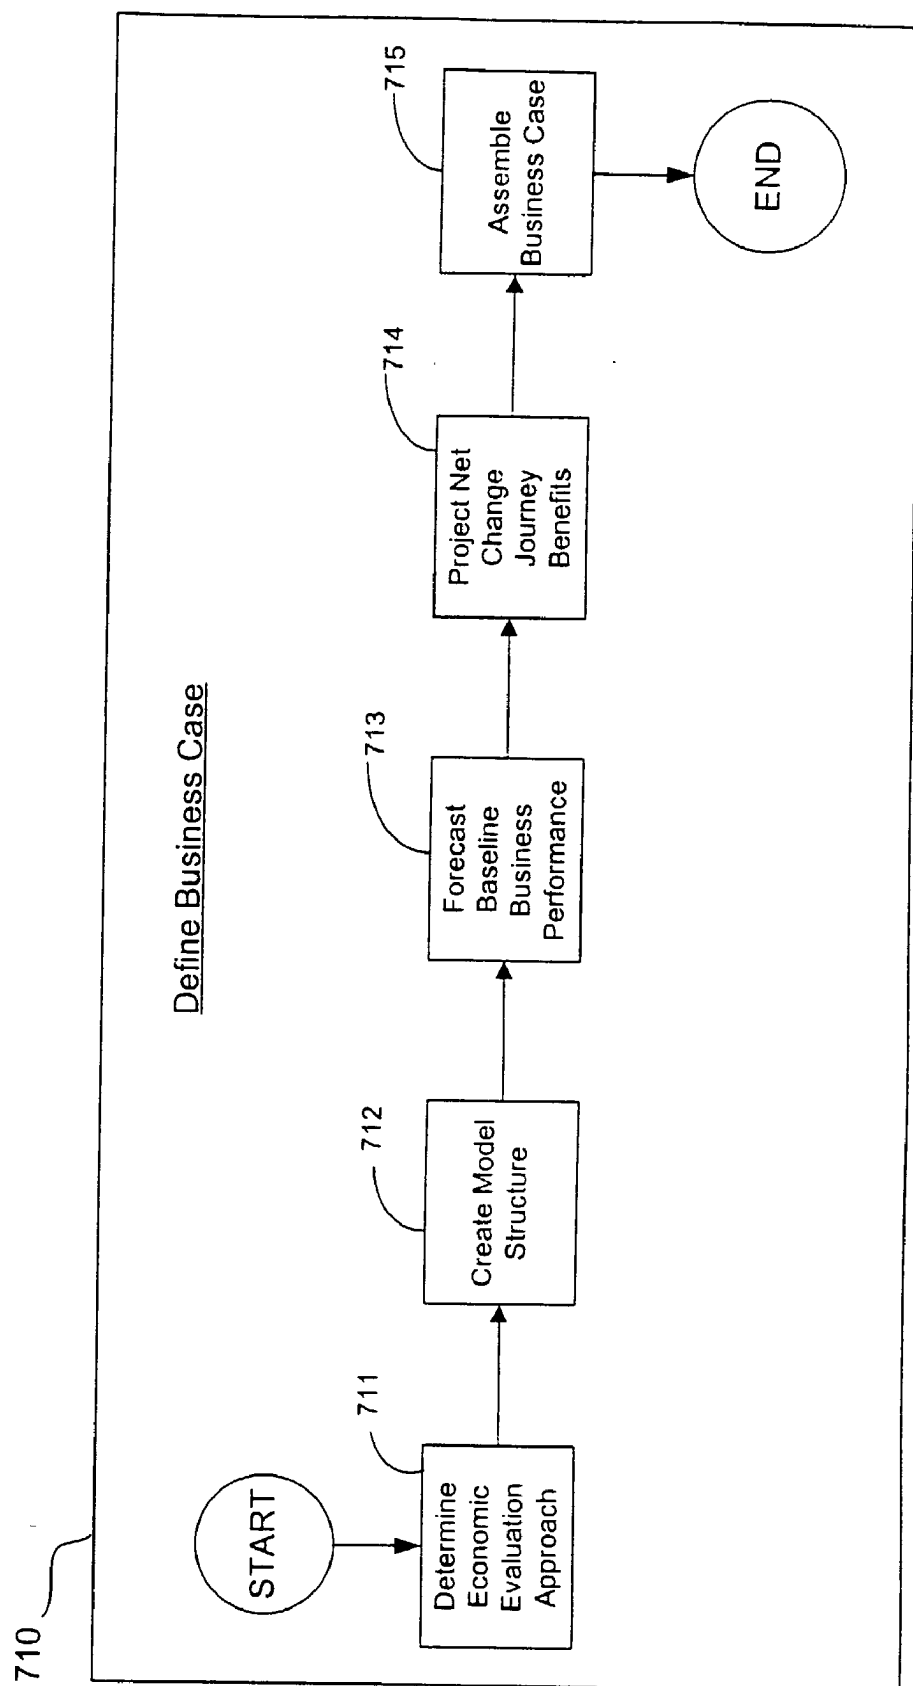 710
Define Business Case
START
711
Determine
Economic
Evaluation
Approach
712
Create Model
Structure
713
Forecast
Baseline
Business
Performance
714
Project Net
Change
Journey
Benefits
715
Assemble
Business Case
END